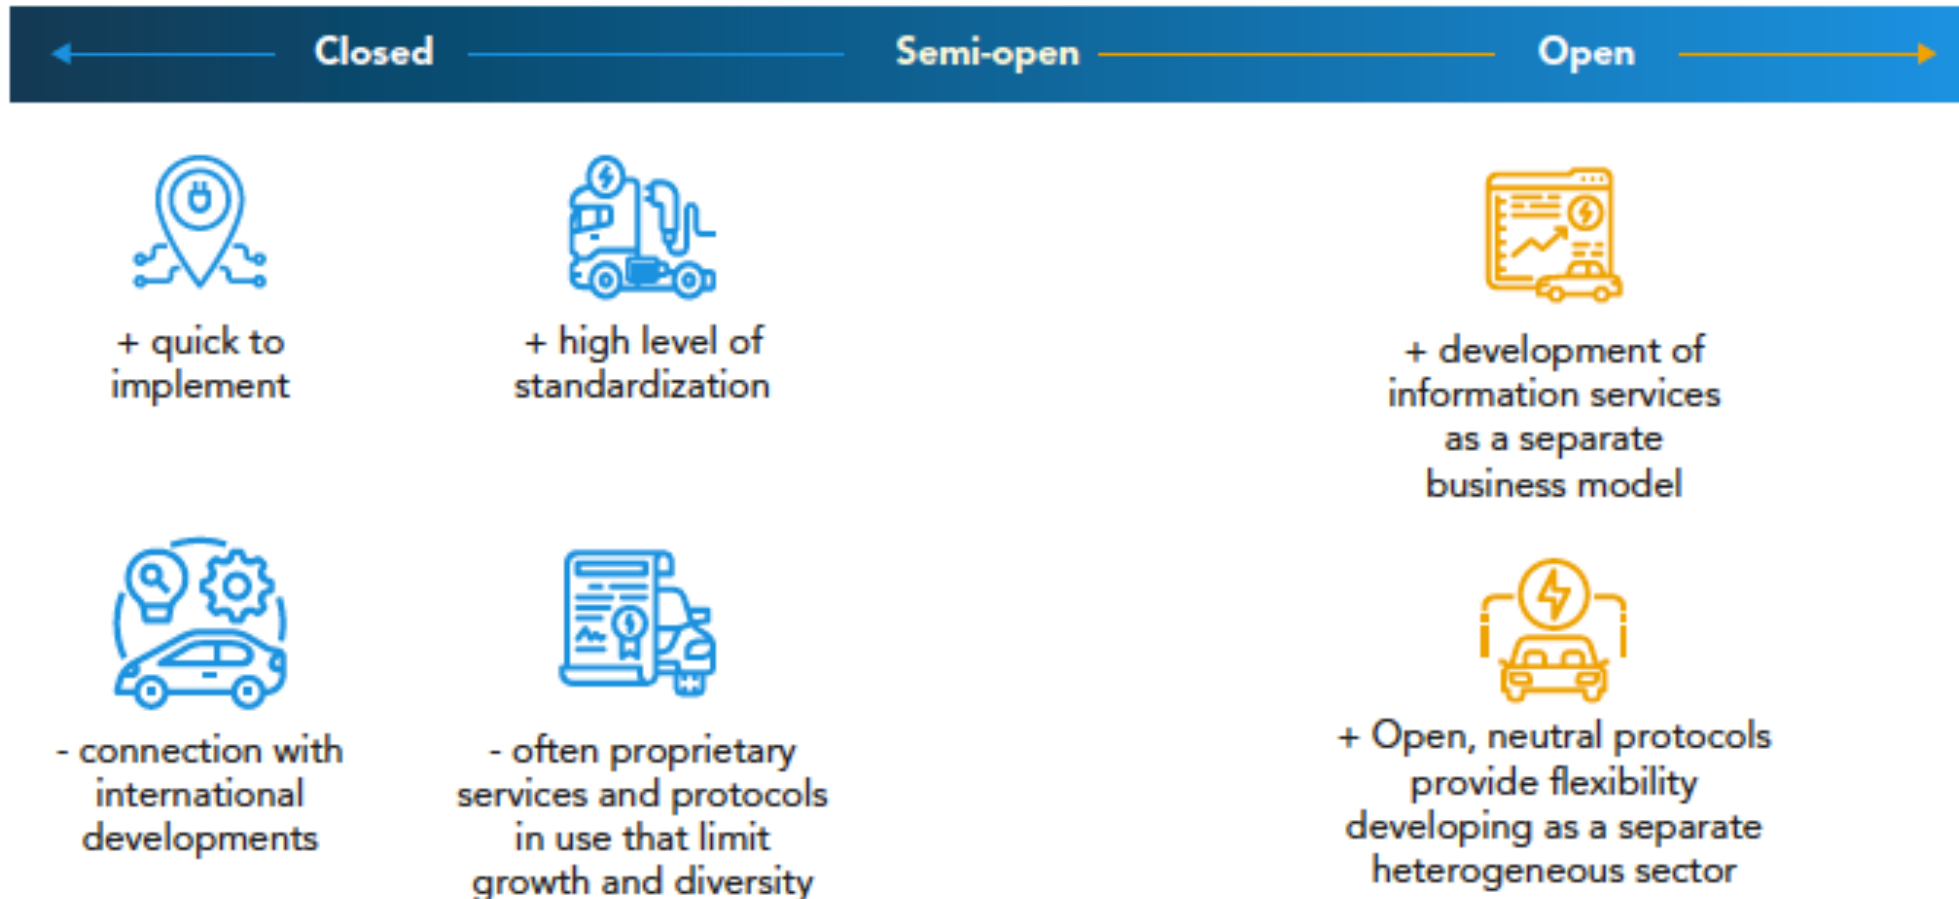 Closed
Semi-open
Open
+ quick to
implement
+ high level of
standardization
+ development of
information services
as a separate
business model
- connection with
international
developments
- often proprietary
services and protocols
in use that limit
growth and diversity
+ Open, neutral protocols
provide flexibility
developing as a separate
heterogeneous sector